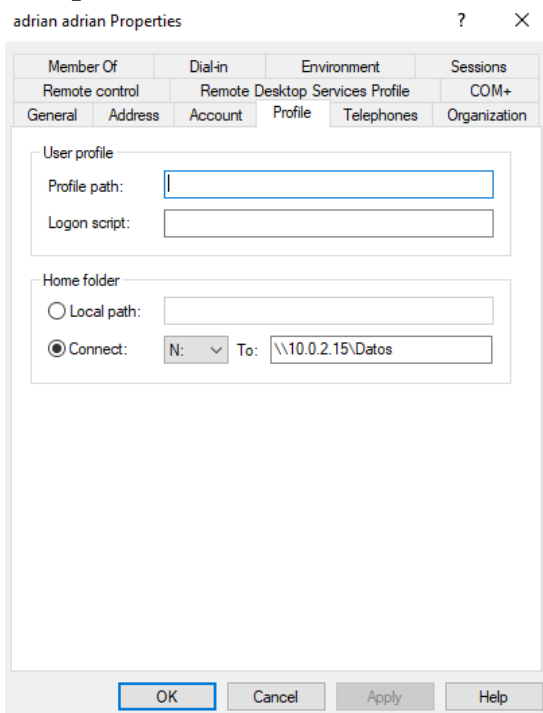 adrian adrian Properties ? ×
Member Of Dial-in Environment Sessions
Remote control Remote Desktop Services Profile COM+
General Address Account Profile Telephones Organization
User profile
Profile path:
Logon script:
Home folder
Local path:
Connect: N: To: \\10.0.2.15\Datos
OK Cancel Apply Help